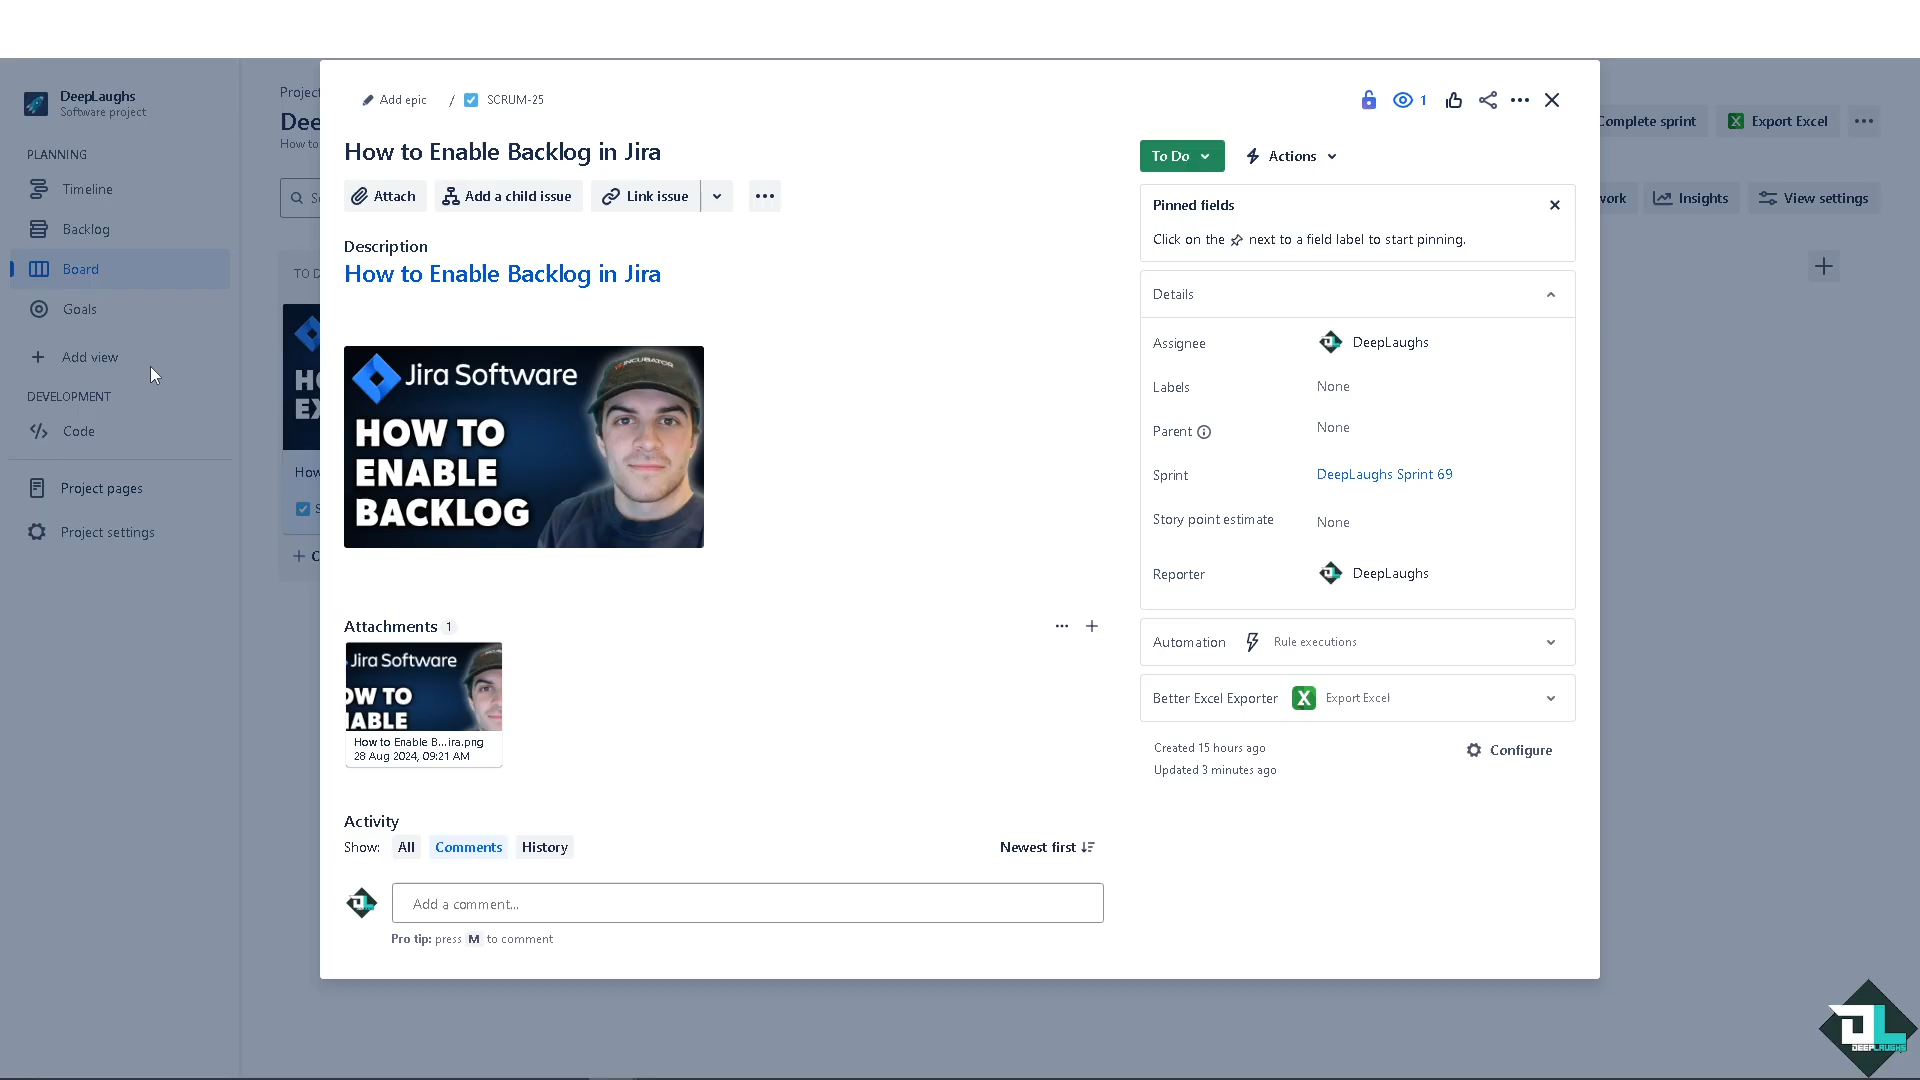 DeepLaughs
Software project
PLANNING
Timeline
Backlog
Board
Goals
Add view
DEVELOPMENT
Code
Project pages
Project settings
Add epic / SCRUM-25
1
How to Enable Backlog in Jira
Attach
Add a child issue
Link issue
Description
How to Enable Backlog in Jira
Jira Software
INCUBATOR
HOW TO
ENABLE
BACKLOG
Attachments 1
Jira Software
OW TO
How to Enable B...ira.png
28 Aug 2024, 09:21 AM
Activity
Show: All Comments History
Newest first
Add a comment...
Pro tip: press M to comment
To Do
Actions
Pinned fields
Click on the next to a field label to start pinning.
Details
Assignee DeepLaughs
Labels None
Parent None
Sprint DeepLaughs Sprint 69
Story point estimate None
Reporter DeepLaughs
Automation Rule executions
Better Excel Exporter Export Excel
Created 15 hours ago
Updated 3 minutes ago
Configure
Complete sprint
Export Excel
Insights
View settings
DL
DEEPLAUGHS